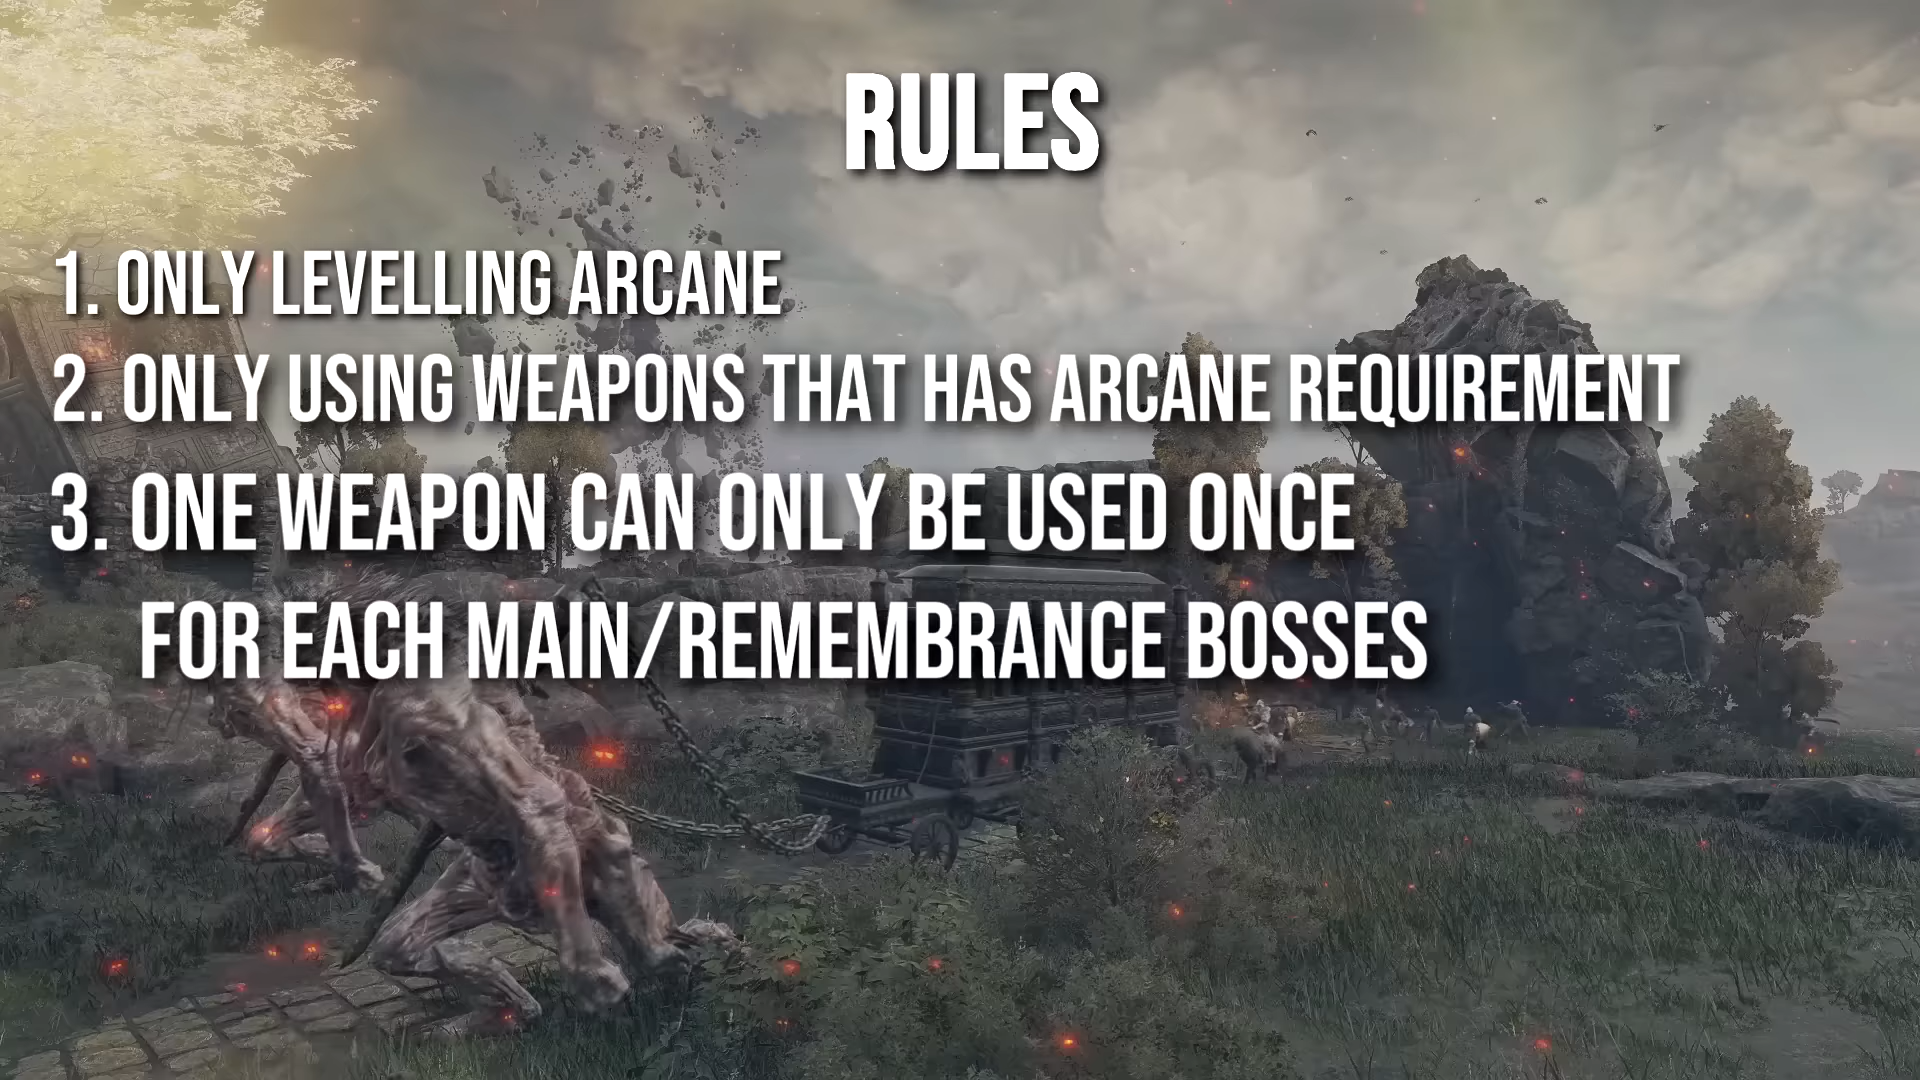 RULES
1. ONLY LEVELLING ARCANE
2. ONLY USING WEAPONS THAT HAS ARCANE REQUIREMENT
3. ONE WEAPON CAN ONLY BE USED ONCE
FOR EACH MAIN/REMEMBRANCE BOSSES